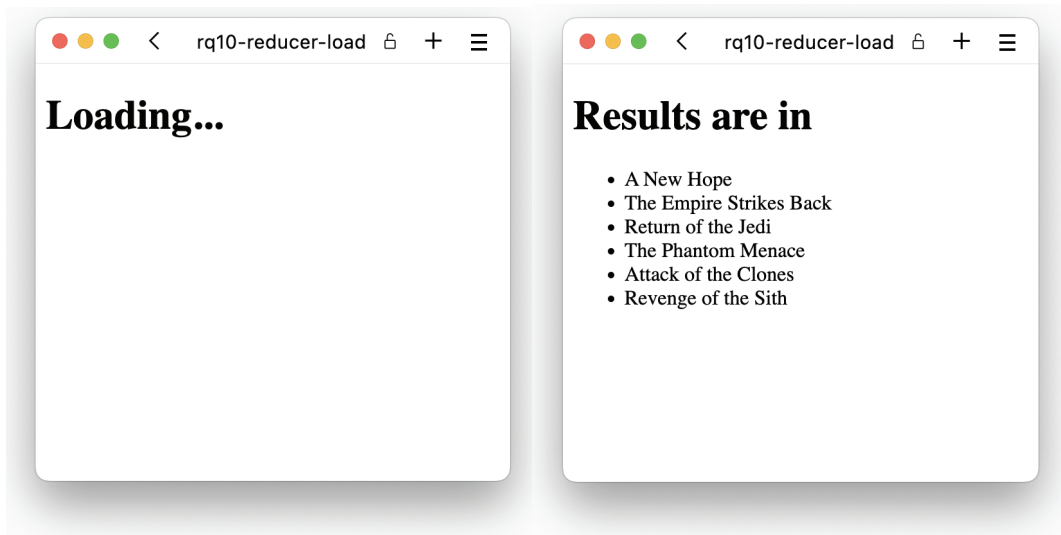 rq10-reducer-load
Loading...
rq10-reducer-load
Results are in
• A New Hope
• The Empire Strikes Back
• Return of the Jedi
• The Phantom Menace
• Attack of the Clones
• Revenge of the Sith